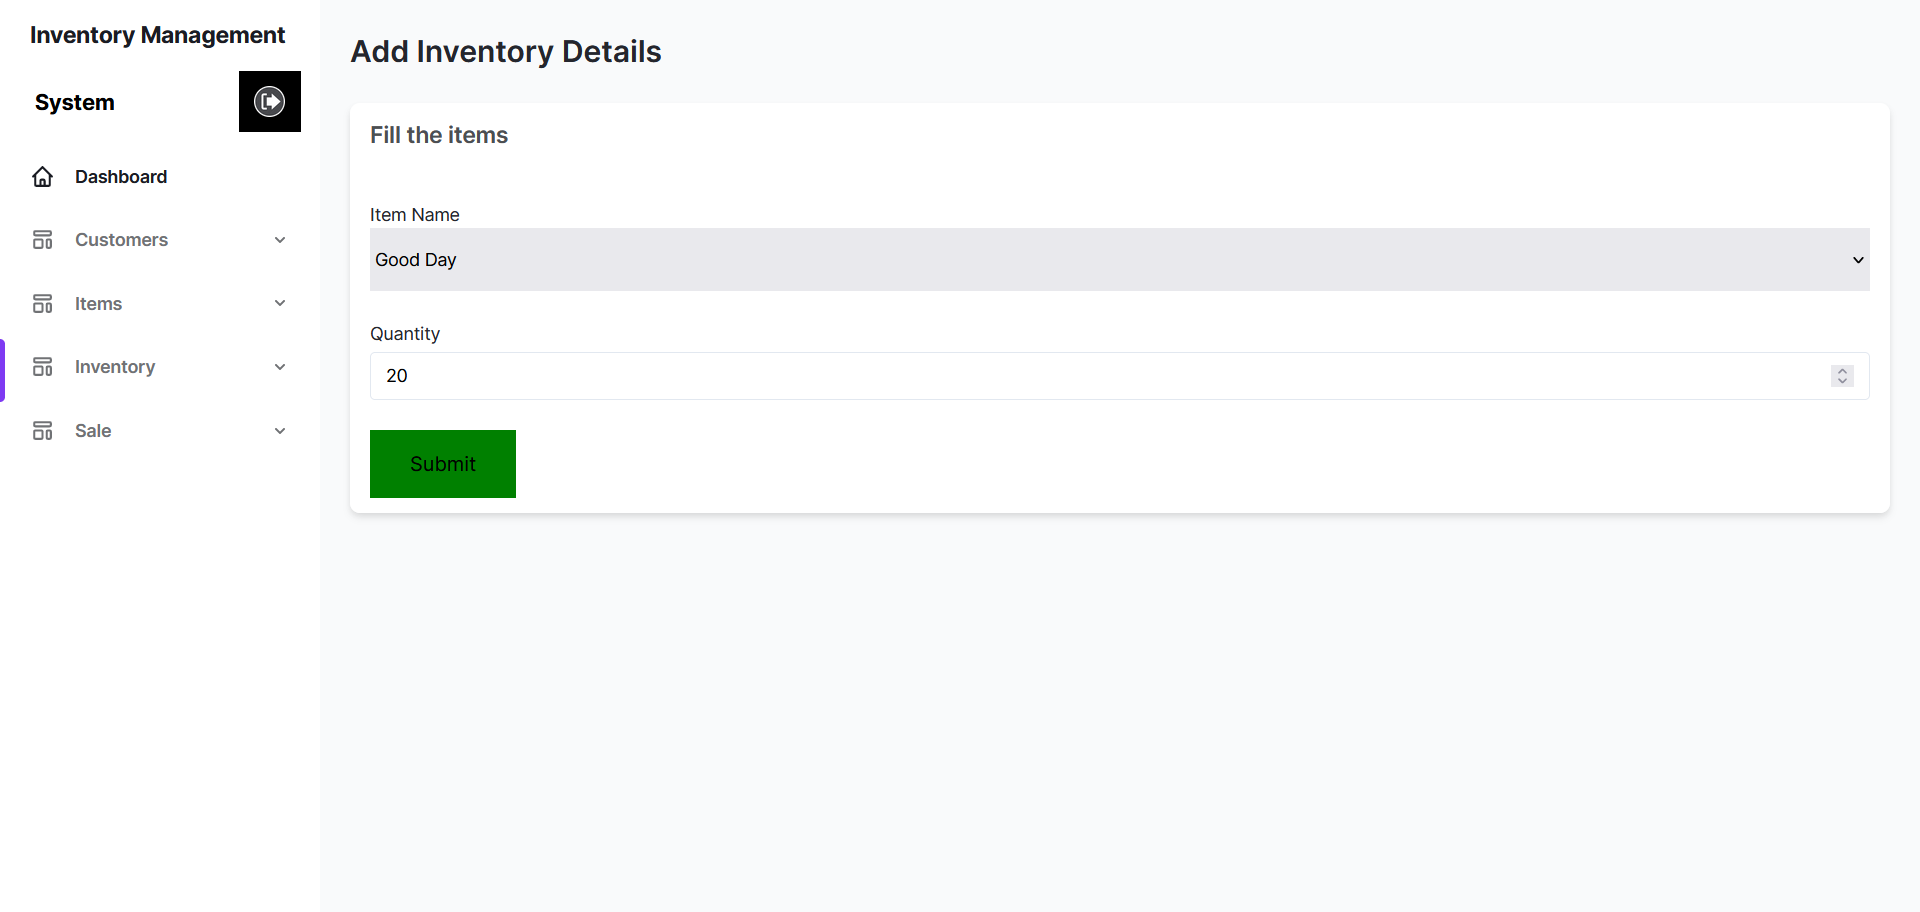 Inventory Management
System
Dashboard
Customers
Items
Inventory
Sale
Add Inventory Details
Fill the items
Item Name
Good Day
Quantity
20
Submit